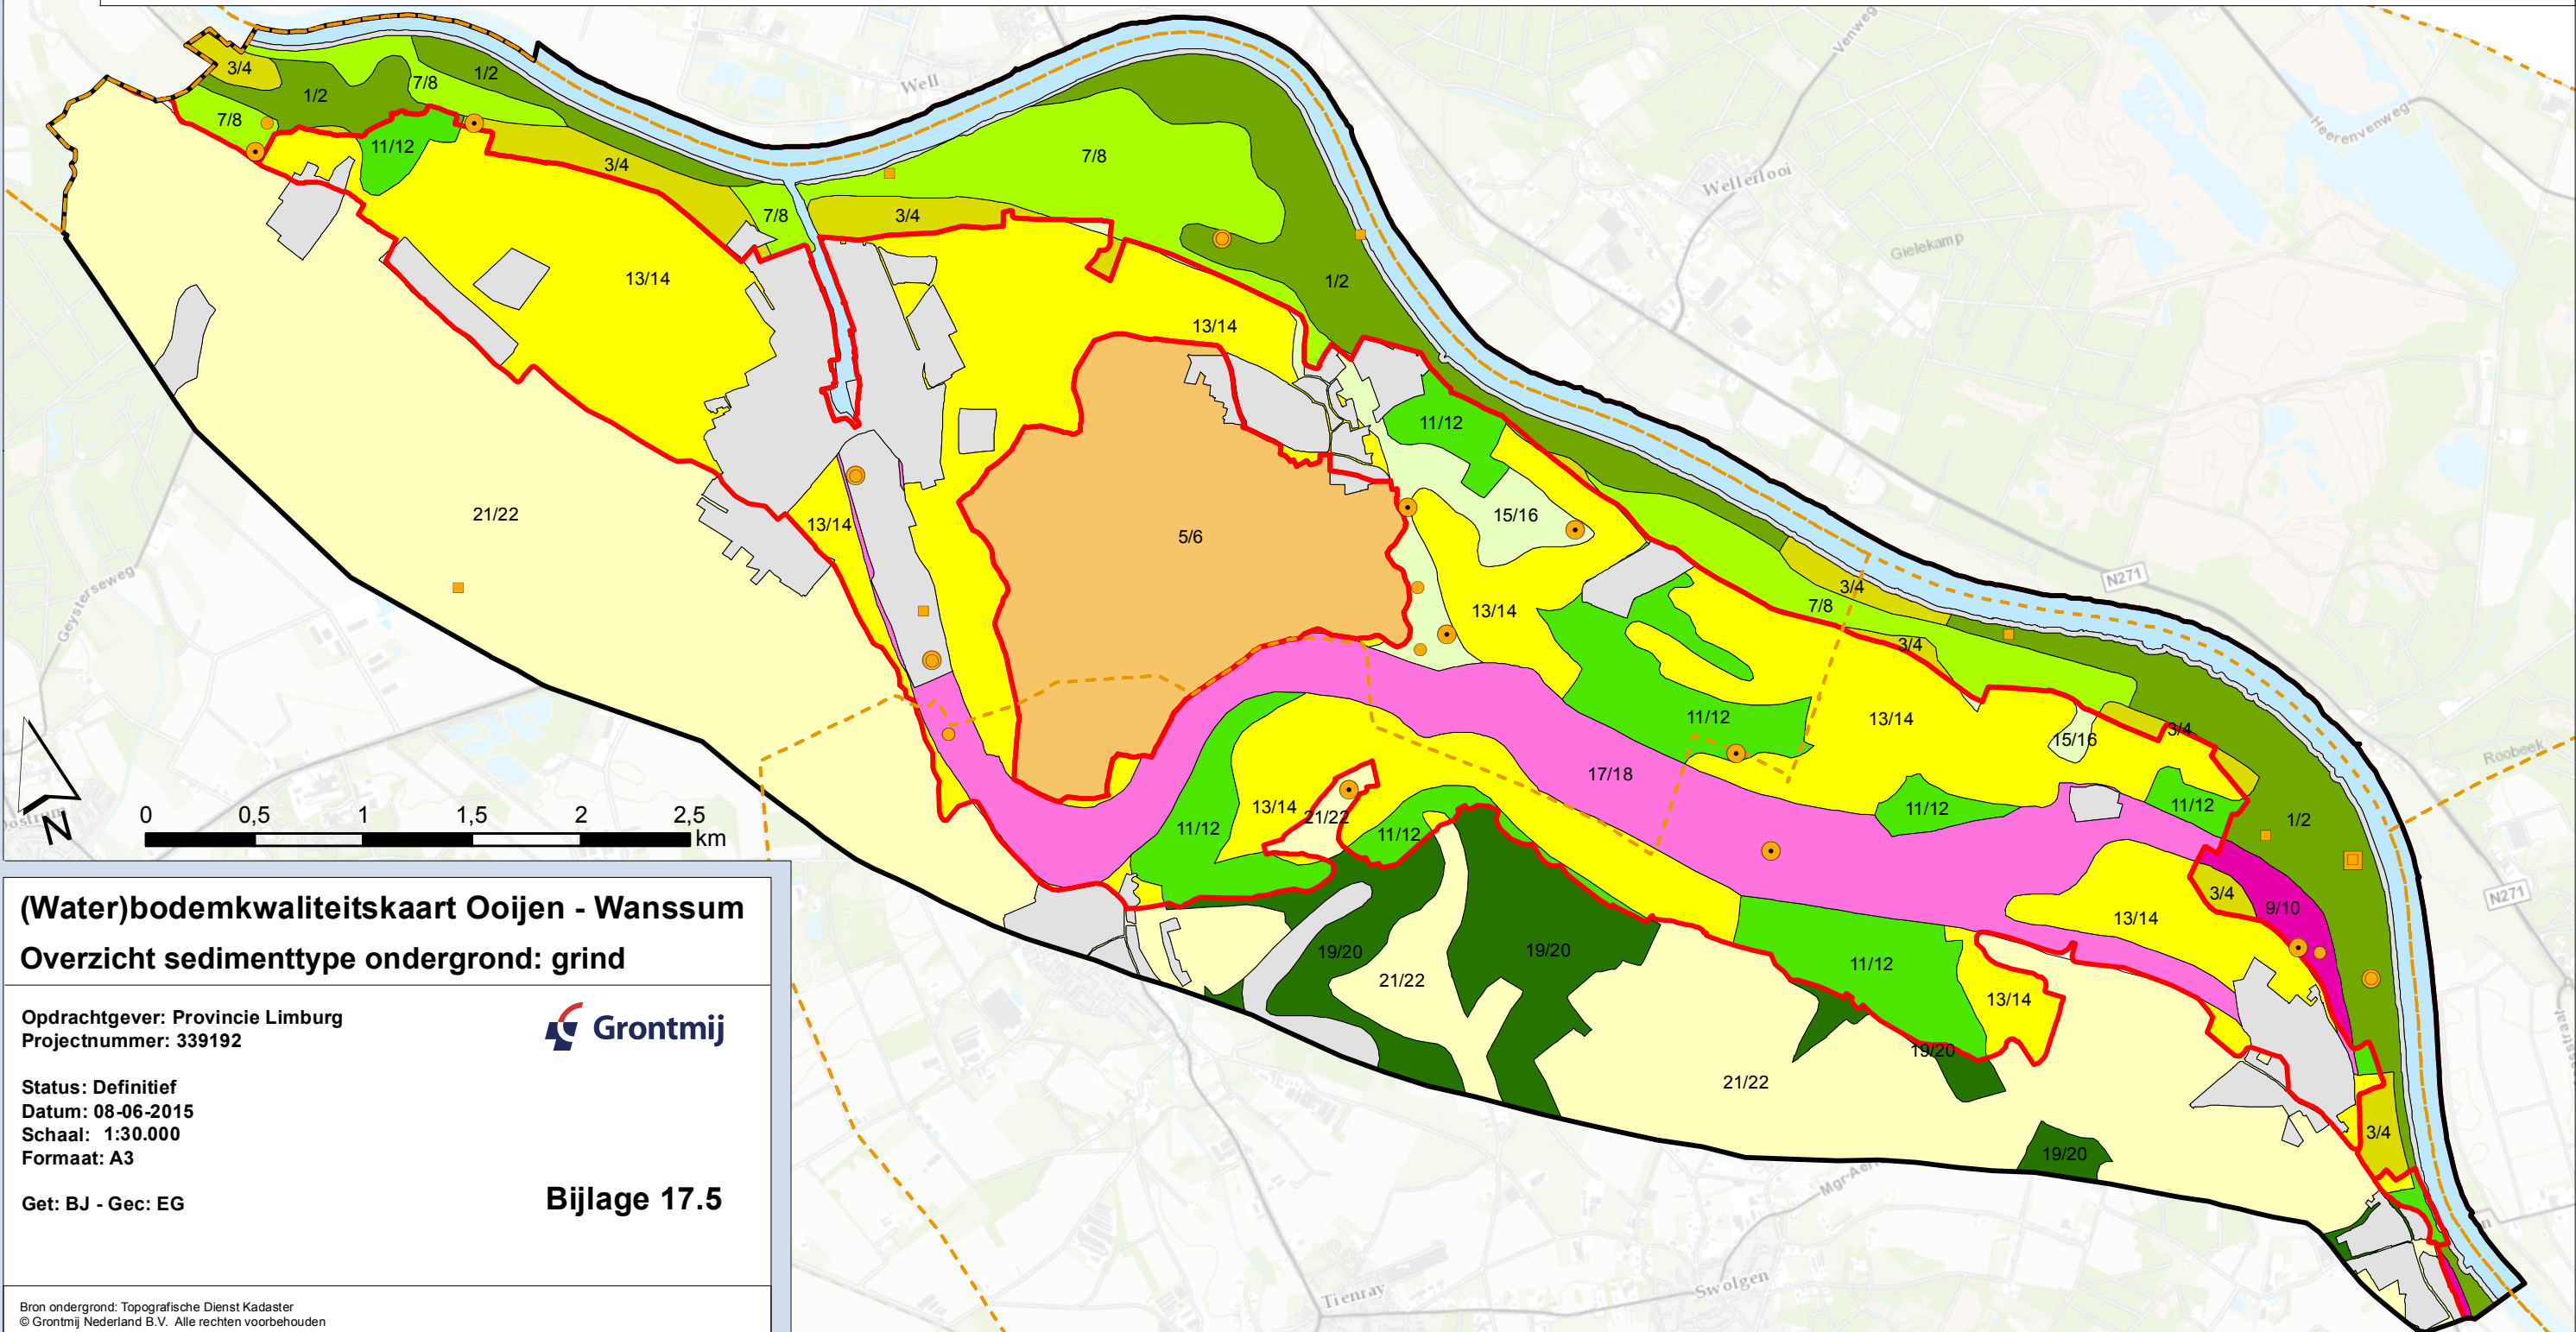 Well
Venweg
Heerenvenweg
Wellerlooi
Gielekamp
3/4
1/2
7/8
1/2
7/8
11/12
3/4
7/8
7/8
3/4
1/2
13/14
13/14
11/12
21/22
13/14
15/16
5/6
13/14
3/4
7/8
3/4
N271
Geysterseweg
11/12
13/14
15/16
3/4
Roobeek
17/18
13/14
21/22
11/12
11/12
11/12
11/12
1/2
3/4
9/10
N271
13/14
19/20
21/22
19/20
11/12
13/14
19/20
21/22
3/4
19/20
Tienray
Swolgen
N
0 0,5 1 1,5 2 2,5
km
(Water)bodemkwaliteitskaart Ooijen - Wanssum
Overzicht sedimenttype ondergrond: grind
Opdrachtgever: Provincie Limburg
Projectnummer: 339192
Grontmij
Status: Definitief
Datum: 08-06-2015
Schaal: 1:30.000
Formaat: A3
Get: BJ - Gec: EG
Bijlage 17.5
Bron ondergrond: Topografische Dienst Kadaster
© Grontmij Nederland B.V. Alle rechten voorbehouden